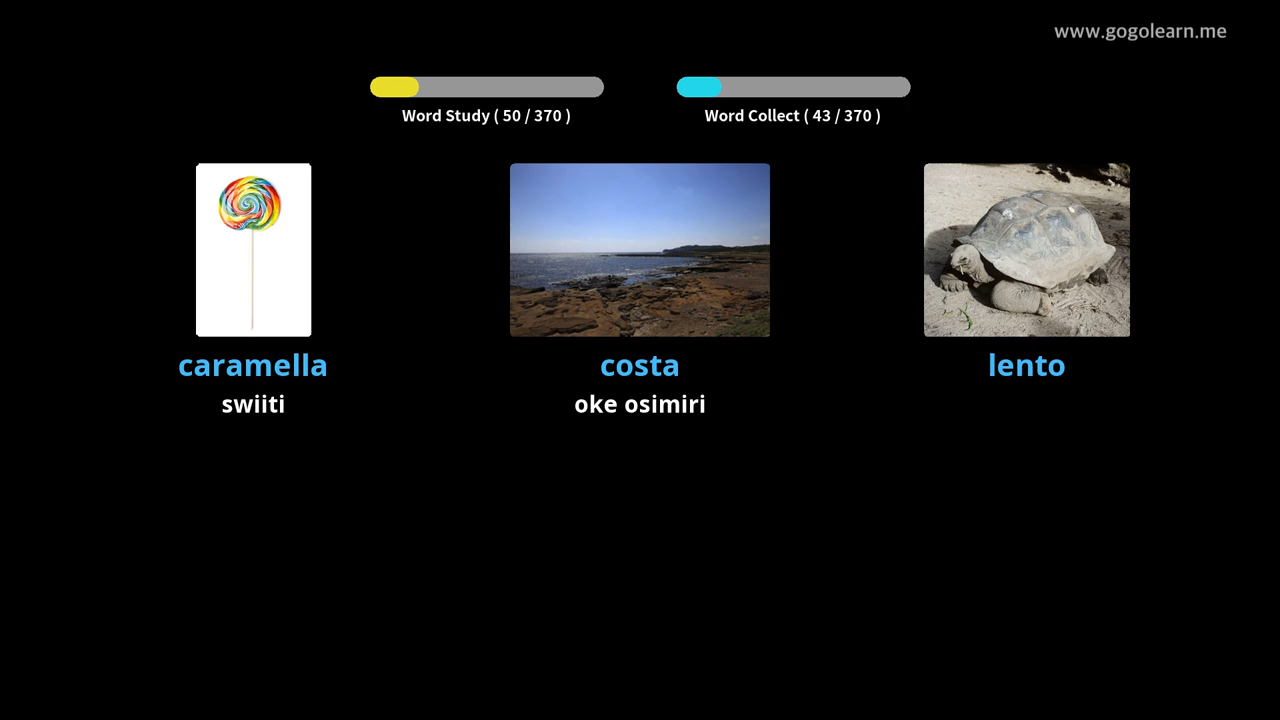 www.gogolearn.me
Word Study ( 50 / 370 )
Word Collect ( 43 / 370 )
caramella
swiiti
costa
oke osimiri
lento